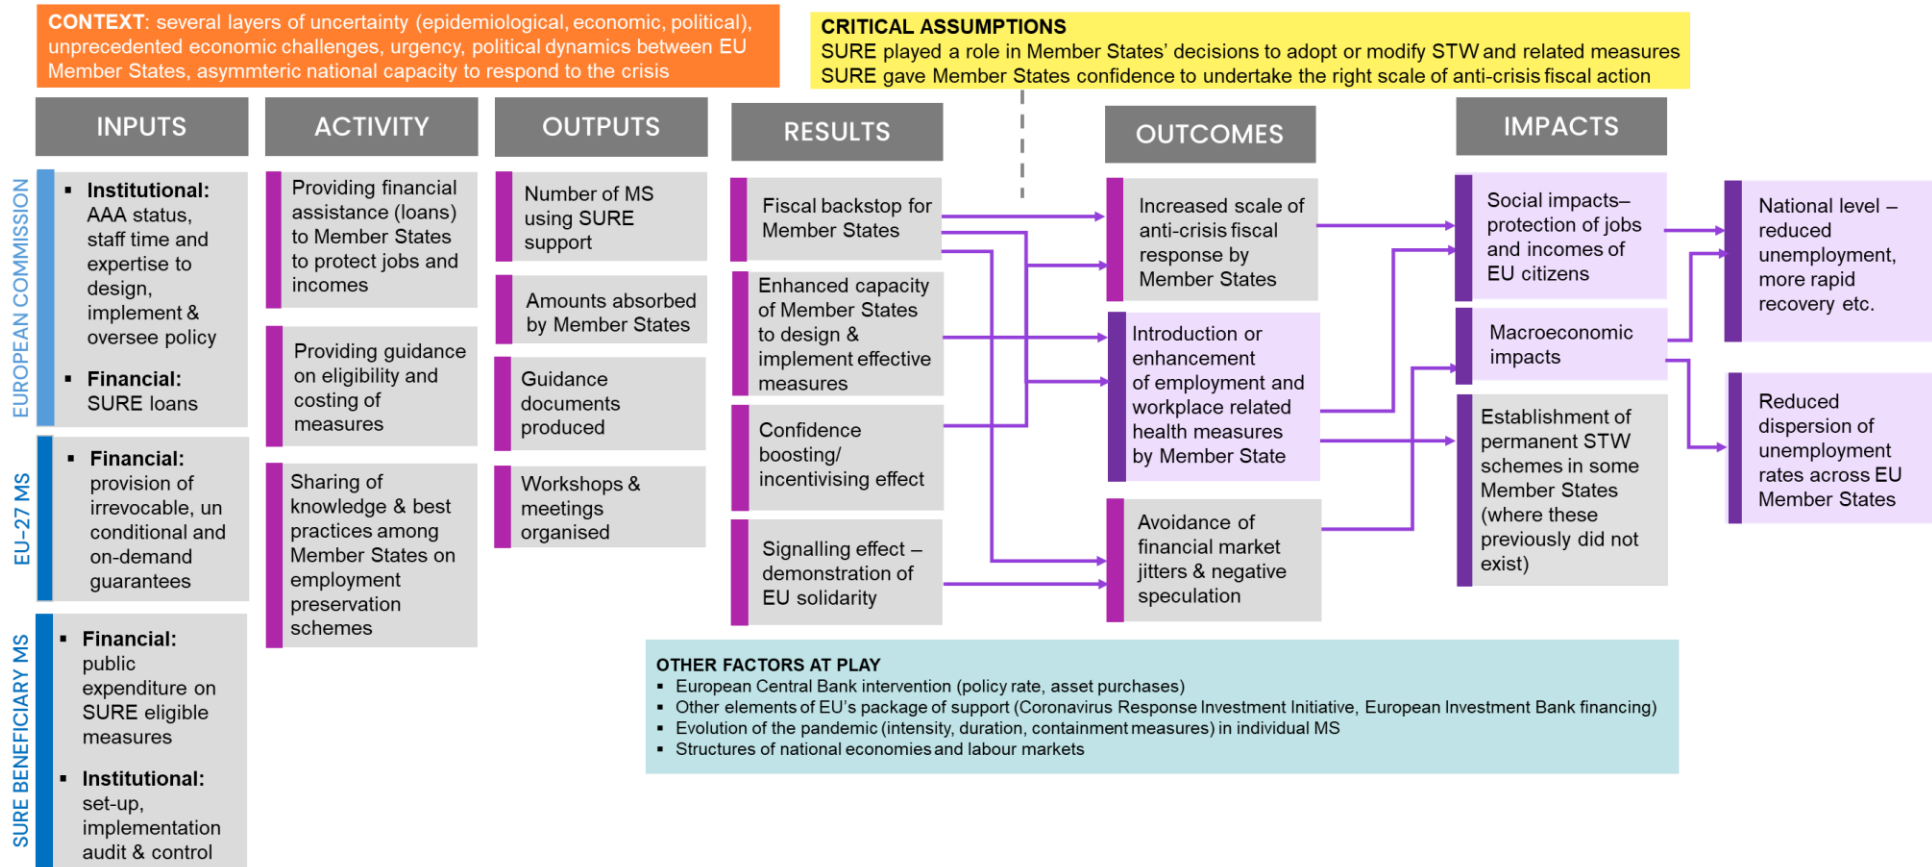 CONTEXT: several layers of uncertainty (epidemiological, economic, political),
unprecedented economic challenges, urgency, political dynamics between EU
Member States, asymmteric national capacity to respond to the crisis
CRITICAL ASSUMPTIONS
SURE played a role in Member States' decisions to adopt or modify STW and related measures
SURE gave Member States confidence to undertake the right scale of anti-crisis fiscal action
INPUTS
EUROPEAN COMMISSION
▪ Institutional:
AAA status,
staff time and
expertise to
design,
implement &
oversee policy
▪ Financial:
SURE loans
EU-27 MS
▪ Financial:
provision of
irrevocable, un
conditional and
on-demand
guarantees
SURE BENEFICIARY MS
▪ Financial:
public
expenditure on
SURE eligible
measures
▪ Institutional:
set-up,
implementation
audit & control
ACTIVITY
Providing financial
assistance (loans)
to Member States
to protect jobs and
incomes
Providing guidance
on eligibility and
costing of
measures
Sharing of
knowledge & best
practices among
Member States on
employment
preservation
schemes
OUTPUTS
Number of MS
using SURE
support
Amounts absorbed
by Member States
Guidance
documents
produced
Workshops &
meetings
organised
RESULTS
Fiscal backstop for
Member States
Enhanced capacity
of Member States
to design &
implement effective
measures
Confidence
boosting/
incentivising effect
Signalling effect –
demonstration of
EU solidarity
OUTCOMES
Increased scale of
anti-crisis fiscal
response by
Member States
Introduction or
enhancement
of employment and
workplace related
health measures
by Member State
Avoidance of
financial market
jitters & negative
speculation
IMPACTS
Social impacts–
protection of jobs
and incomes of
EU citizens
Macroeconomic
impacts
Establishment of
permanent STW
schemes in some
Member States
(where these
previously did not
exist)
National level –
reduced
unemployment,
more rapid
recovery etc.
Reduced
dispersion of
unemployment
rates across EU
Member States
OTHER FACTORS AT PLAY
▪ European Central Bank intervention (policy rate, asset purchases)
▪ Other elements of EU's package of support (Coronavirus Response Investment Initiative, European Investment Bank financing)
▪ Evolution of the pandemic (intensity, duration, containment measures) in individual MS
▪ Structures of national economies and labour markets